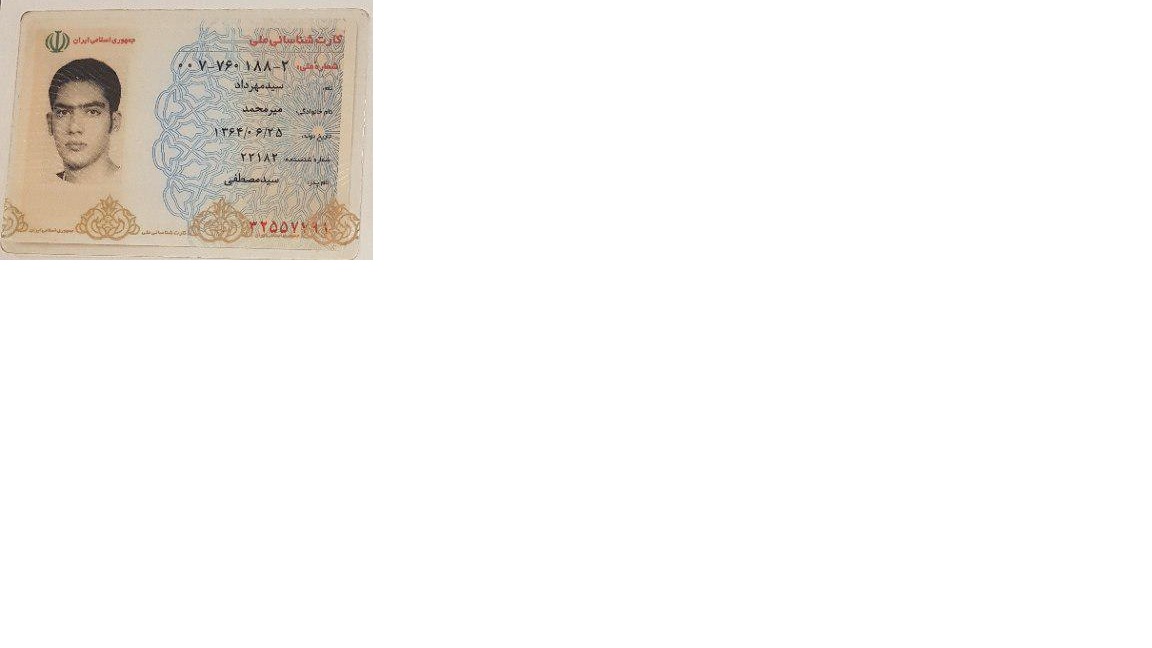 کارت شناسائی ملی
جمهوری اسلامی ایران
شماره ملی: ۰۰۷-۷۶۰۱۸۸-۲
نام: سیدمهرداد
نام خانوادگی: میرمحمد
تاریخ تولد: ۱۳۶۴/۰۶/۲۵
شماره شناسنامه: ۲۲۱۸۲
نام پدر: سیدمصطفی
جمهوری اسلامی ایران
کارت شناسائی ملی